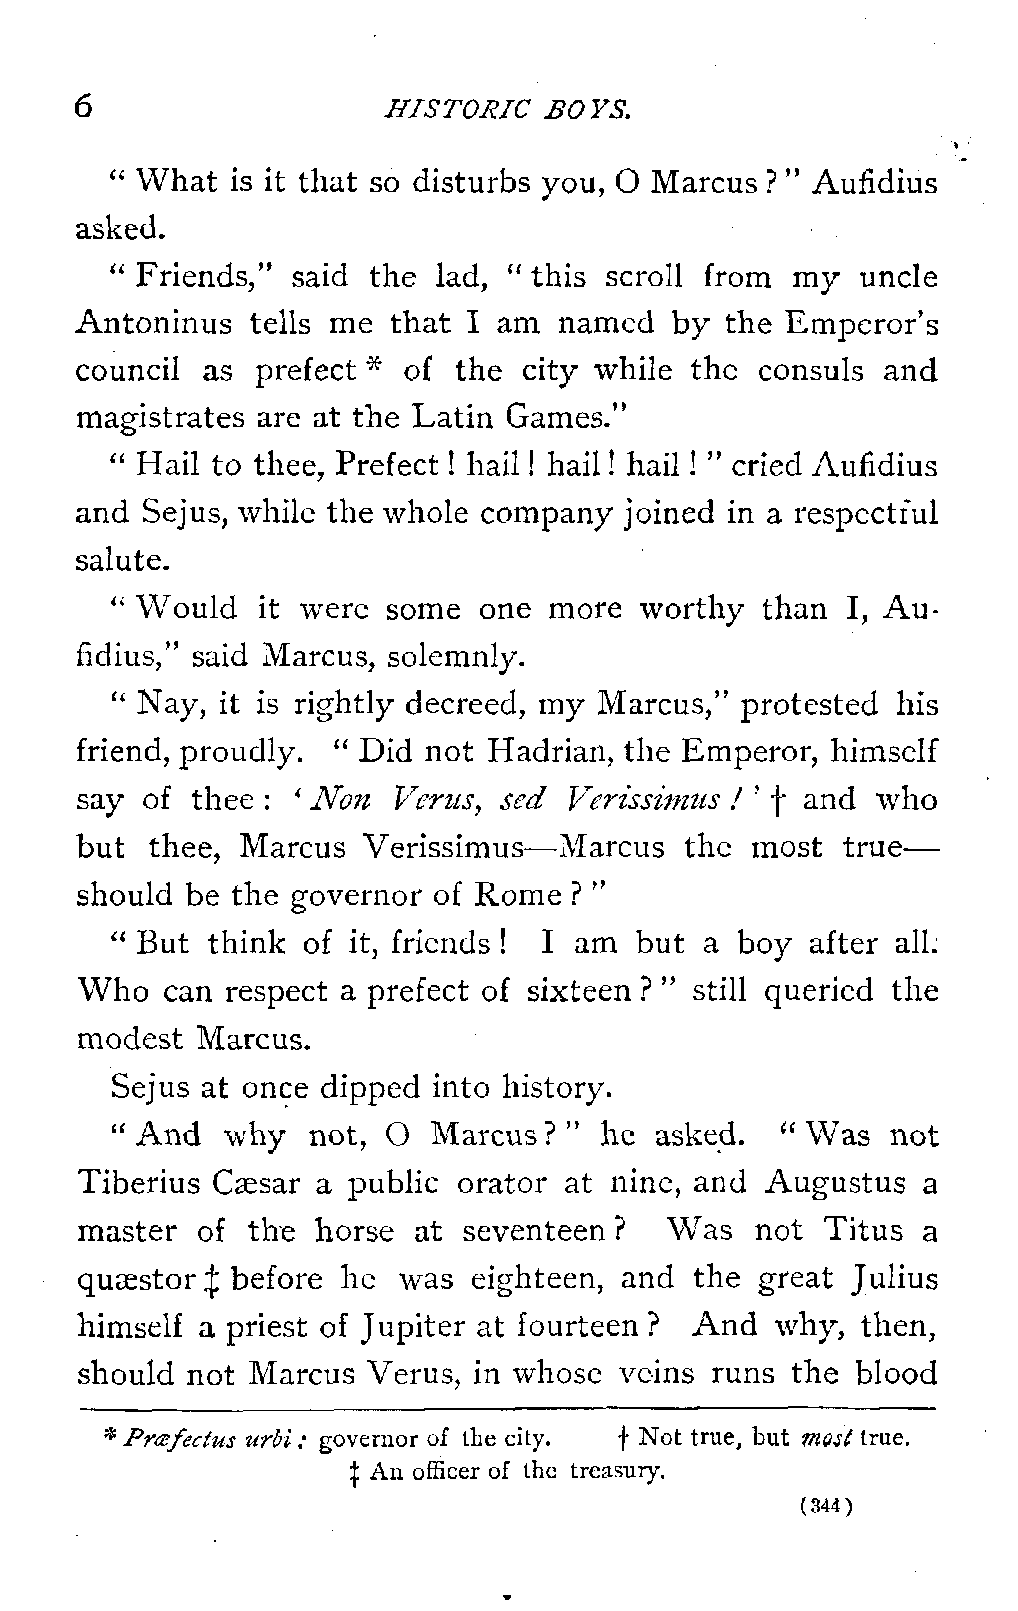 6 HISTORIC BOYS.
“ What is it that so disturbs you, O Marcus ? ” Aufidius
asked.
“ Friends,” said the lad, “ this scroll from my uncle
Antoninus tells me that I am named by the Emperor’s
council as prefect * of the city while the consuls and
magistrates are at the Latin Games.”
“ Hail to thee, Prefect ! hail ! hail ! hail ! ” cried Aufidius
and Sejus, while the whole company joined in a respectful
salute.
“ Would it were some one more worthy than I, Au-
fidius,” said Marcus, solemnly.
“ Nay, it is rightly decreed, my Marcus,” protested his
friend, proudly. “ Did not Hadrian, the Emperor, himself
say of thee : ‘ Non Verus, sed Verissimus ! ’ † and who
but thee, Marcus Verissimus—Marcus the most true—
should be the governor of Rome ? ”
“ But think of it, friends ! I am but a boy after all.
Who can respect a prefect of sixteen ? ” still queried the
modest Marcus.
Sejus at once dipped into history.
“ And why not, O Marcus ? ” he asked. “ Was not
Tiberius Cæsar a public orator at nine, and Augustus a
master of the horse at seventeen ? Was not Titus a
quæstor ‡ before he was eighteen, and the great Julius
himself a priest of Jupiter at fourteen ? And why, then,
should not Marcus Verus, in whose veins runs the blood
* Præfectus urbi : governor of the city. † Not true, but most true.
‡ An officer of the treasury.
(344)